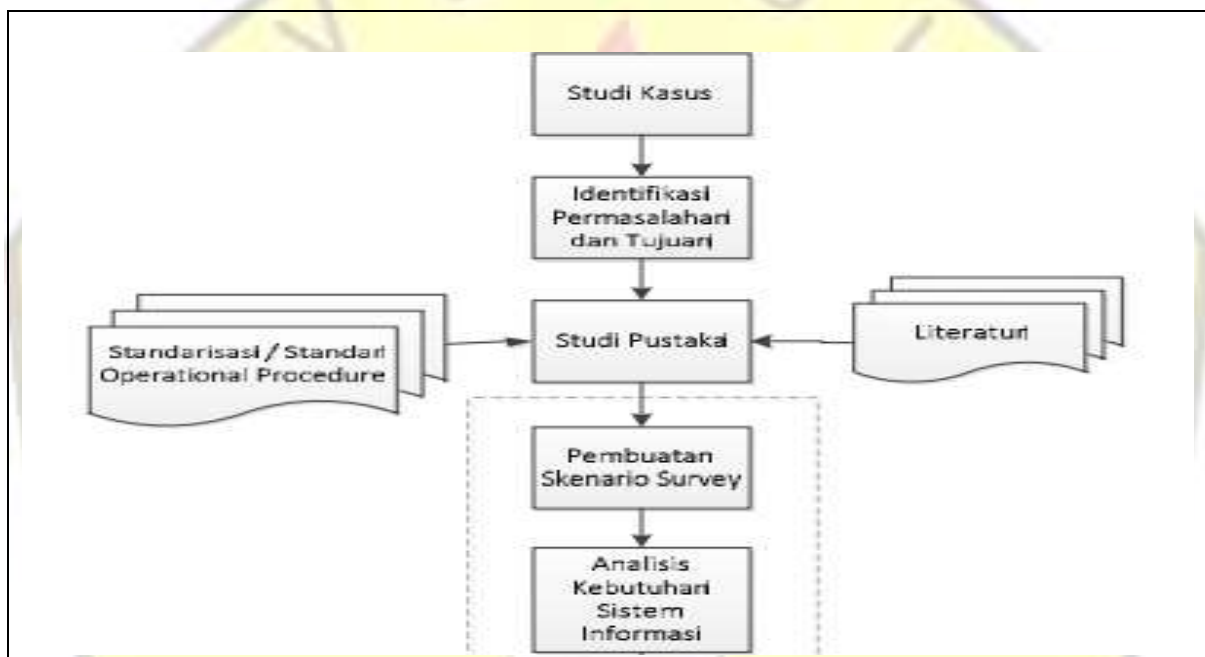 Studi Kasus
Identifikasi
Permasalahan
dan Tujuan
Standarisasi / Standart
Operational Procedure
Studi Pustaka
Literatur
Pembuatan
Skenario Survey
Analisis
Kebutuhan
Sistem
Informasi